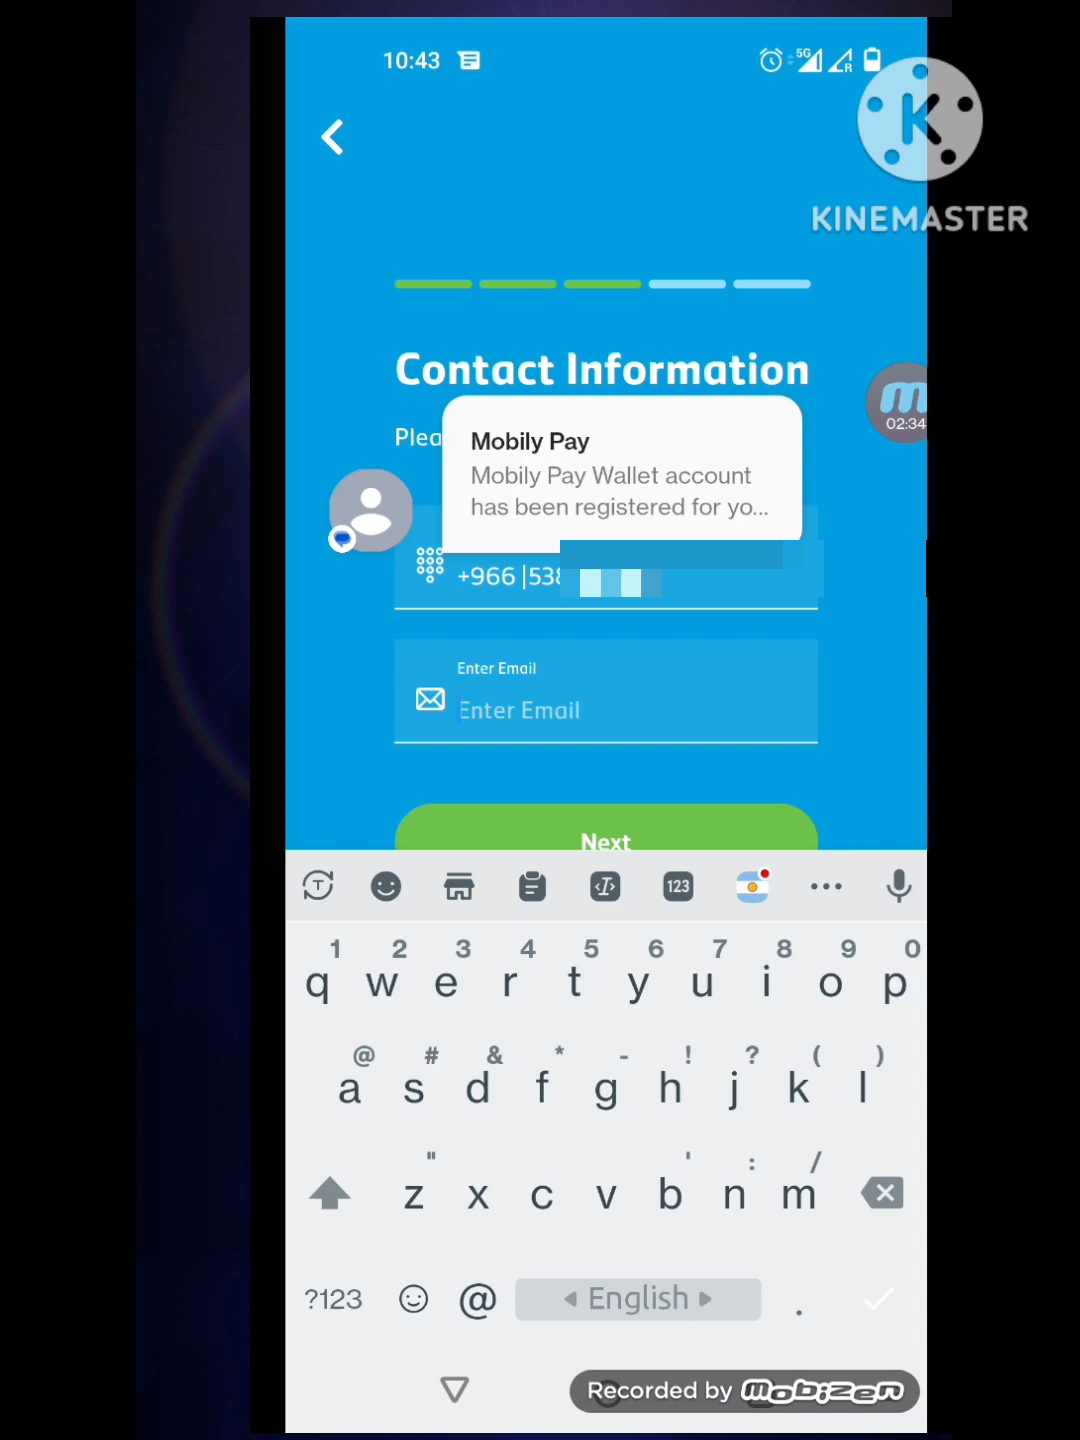 10:43
5G
R
KINEMASTER
Contact Information
02:34
Mobily Pay
Mobily Pay Wallet account
has been registered for yo...
+966 |53
Enter Email
Enter Email
Next
T
123
1 2 3 4 5 6 7 8 9 0
q w e r t y u i o p
@ # & * - ! ? ( )
a s d f g h j k l
" ' : /
z x c v b n m
?123 @ English .
Recorded by mobizen